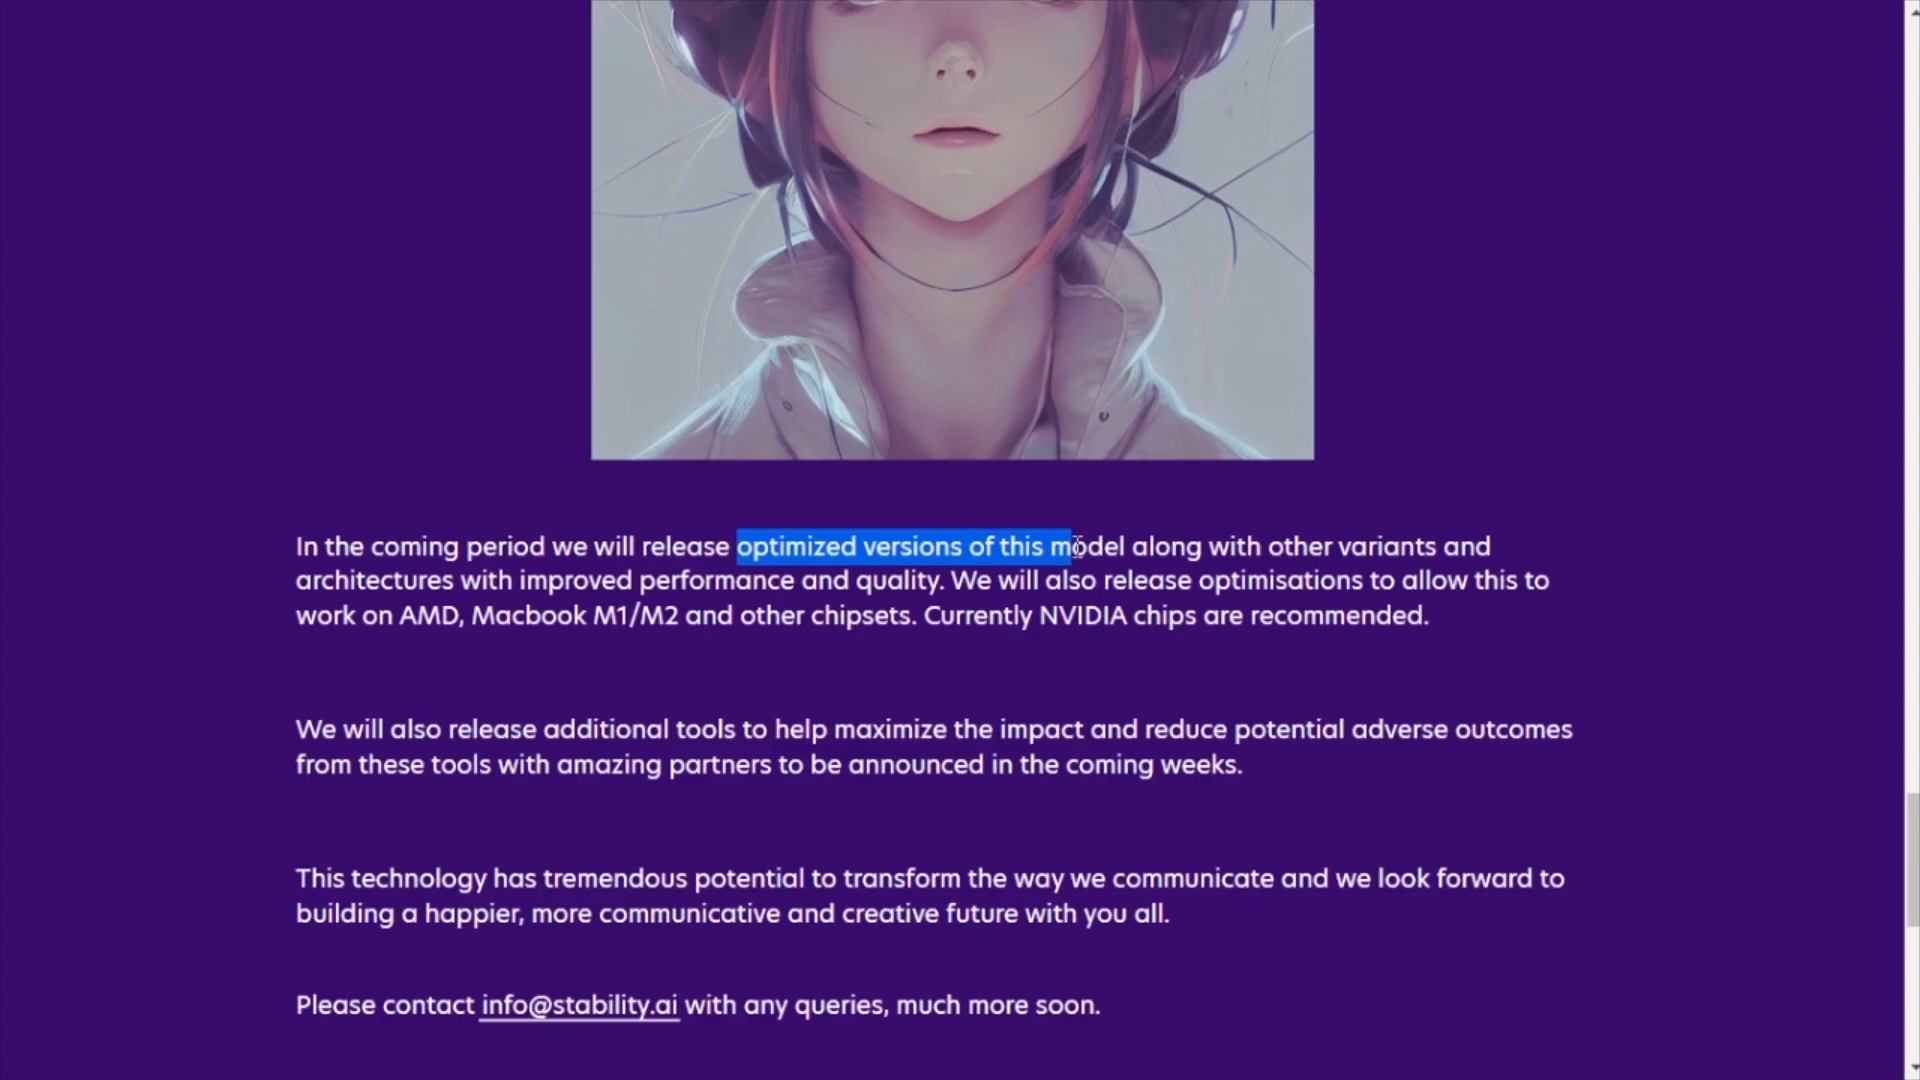 In the coming period we will release optimized versions of this model along with other variants and
architectures with improved performance and quality. We will also release optimisations to allow this to
work on AMD, Macbook M1/M2 and other chipsets. Currently NVIDIA chips are recommended.
We will also release additional tools to help maximize the impact and reduce potential adverse outcomes
from these tools with amazing partners to be announced in the coming weeks.
This technology has tremendous potential to transform the way we communicate and we look forward to
building a happier, more communicative and creative future with you all.
Please contact info@stability.ai with any queries, much more soon.